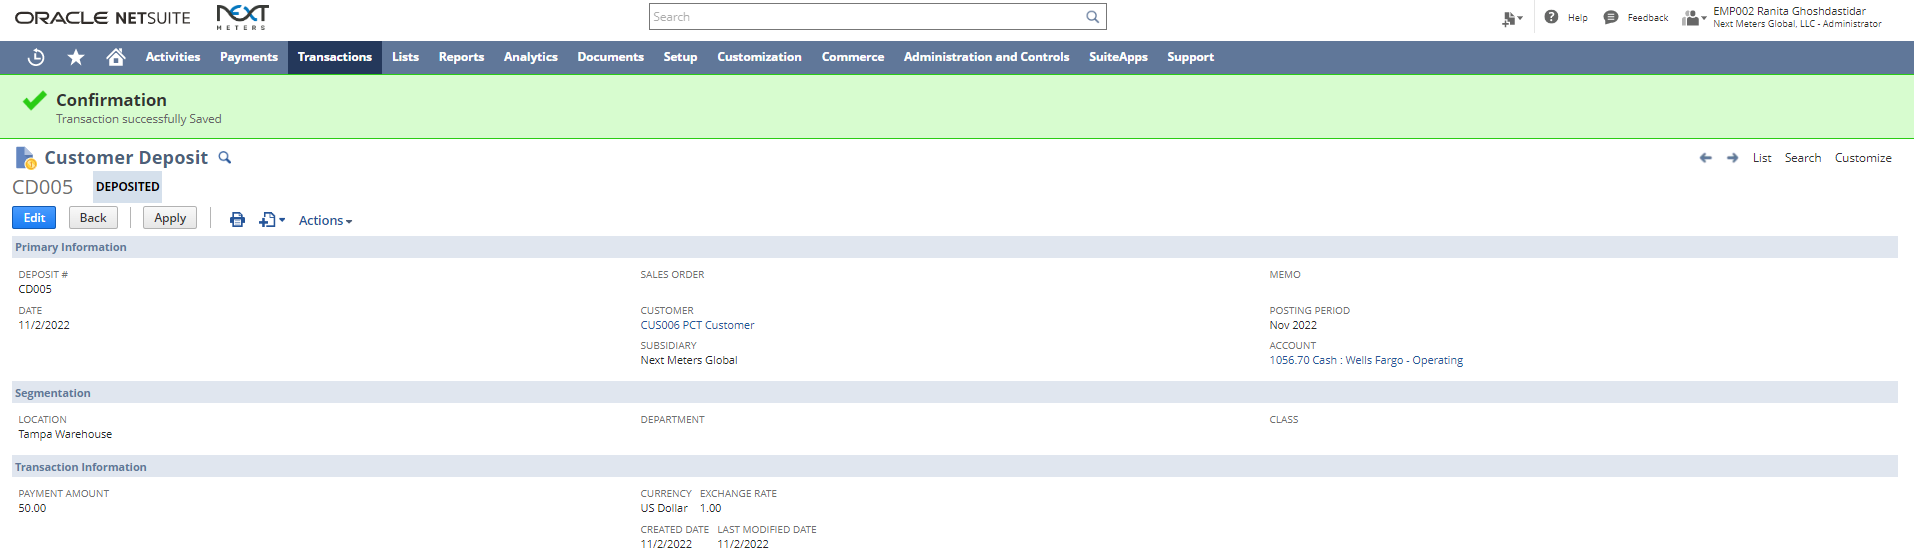 ORACLE NETSUITE NEXT METERS Search Help Feedback EMP002 Ranita Ghoshdastidar
Next Meters Global, LLC - Administrator
Activities Payments Transactions Lists Reports Analytics Documents Setup Customization Commerce Administration and Controls SuiteApps Support
Confirmation
Transaction successfully Saved
Customer Deposit List Search Customize
CD005 DEPOSITED
Edit Back Apply Actions
Primary Information
DEPOSIT # SALES ORDER MEMO
CD005
DATE CUSTOMER POSTING PERIOD
11/2/2022 CUS006 PCT Customer Nov 2022
SUBSIDIARY ACCOUNT
Next Meters Global 1056.70 Cash : Wells Fargo - Operating
Segmentation
LOCATION DEPARTMENT CLASS
Tampa Warehouse
Transaction Information
PAYMENT AMOUNT CURRENCY EXCHANGE RATE
50.00 US Dollar 1.00
CREATED DATE LAST MODIFIED DATE
11/2/2022 11/2/2022